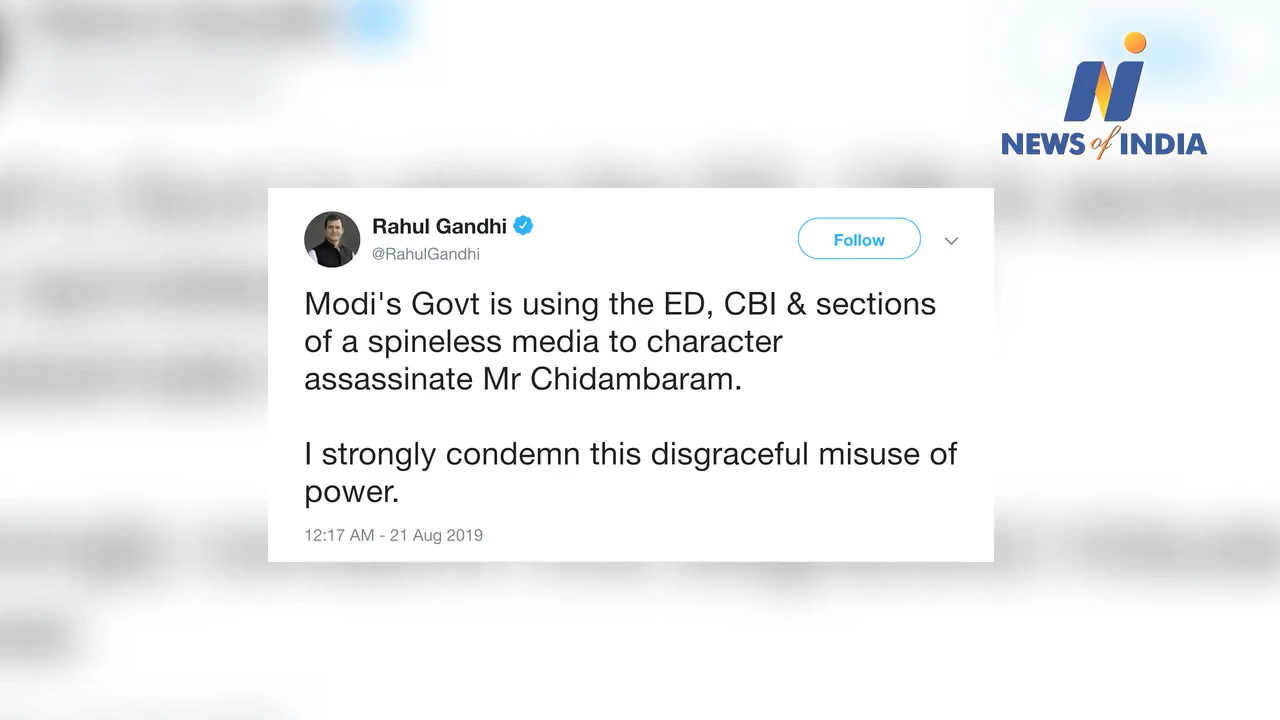 NEWS of INDIA
Rahul Gandhi
@RahulGandhi
Follow
Modi's Govt is using the ED, CBI & sections
of a spineless media to character
assassinate Mr Chidambaram.
I strongly condemn this disgraceful misuse of
power.
12:17 AM - 21 Aug 2019